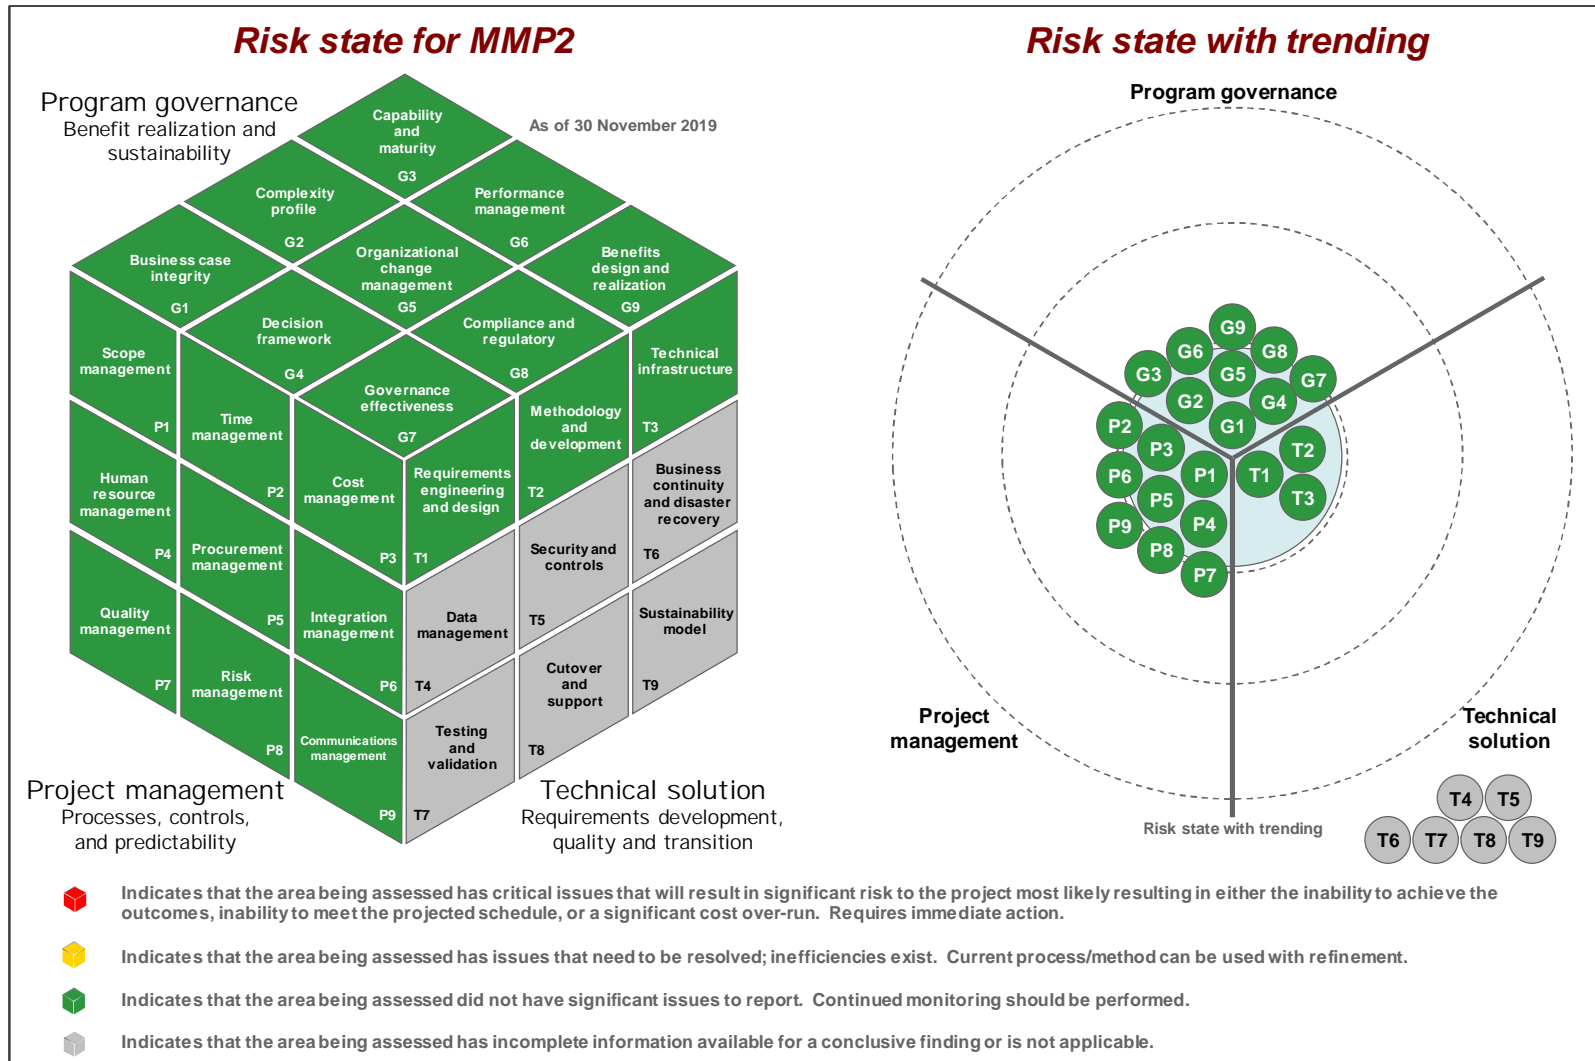 Risk state for MMP2
Program governance
Benefit realization and
sustainability
As of 30 November 2019
Capability
and
maturity
G3
Complexity
profile
G2
Performance
management
G6
Business case
integrity
G1
Organizational
change
management
G5
Benefits
design and
realization
G9
Decision
framework
G4
Compliance and
regulatory
G8
Governance
effectiveness
G7
Scope
management
P1
Time
management
P2
Cost
management
P3
Human
resource
management
P4
Procurement
management
P5
Integration
management
P6
Quality
management
P7
Risk
management
P8
Communications
management
P9
Requirements
engineering
and design
T1
Methodology
and
development
T2
Technical
infrastructure
T3
Data
management
T4
Security and
controls
T5
Business
continuity
and disaster
recovery
T6
Testing
and
validation
T7
Cutover
and
support
T8
Sustainability
model
T9
Project management
Processes, controls,
and predictability
Technical solution
Requirements development,
quality and transition
Risk state with trending
Program governance
G9
G6
G8
G3
G5
G7
G2
G4
G1
P2
P3
P1
P6
P5
P4
P9
P8
P7
T2
T1
T3
Project
management
Technical
solution
Risk state with trending
T4
T5
T6
T7
T8
T9
Indicates that the area being assessed has critical issues that will result in significant risk to the project most likely resulting in either the inability to achieve the
outcomes, inability to meet the projected schedule, or a significant cost over-run. Requires immediate action.
Indicates that the area being assessed has issues that need to be resolved; inefficiencies exist. Current process/method can be used with refinement.
Indicates that the area being assessed did not have significant issues to report. Continued monitoring should be performed.
Indicates that the area being assessed has incomplete information available for a conclusive finding or is not applicable.